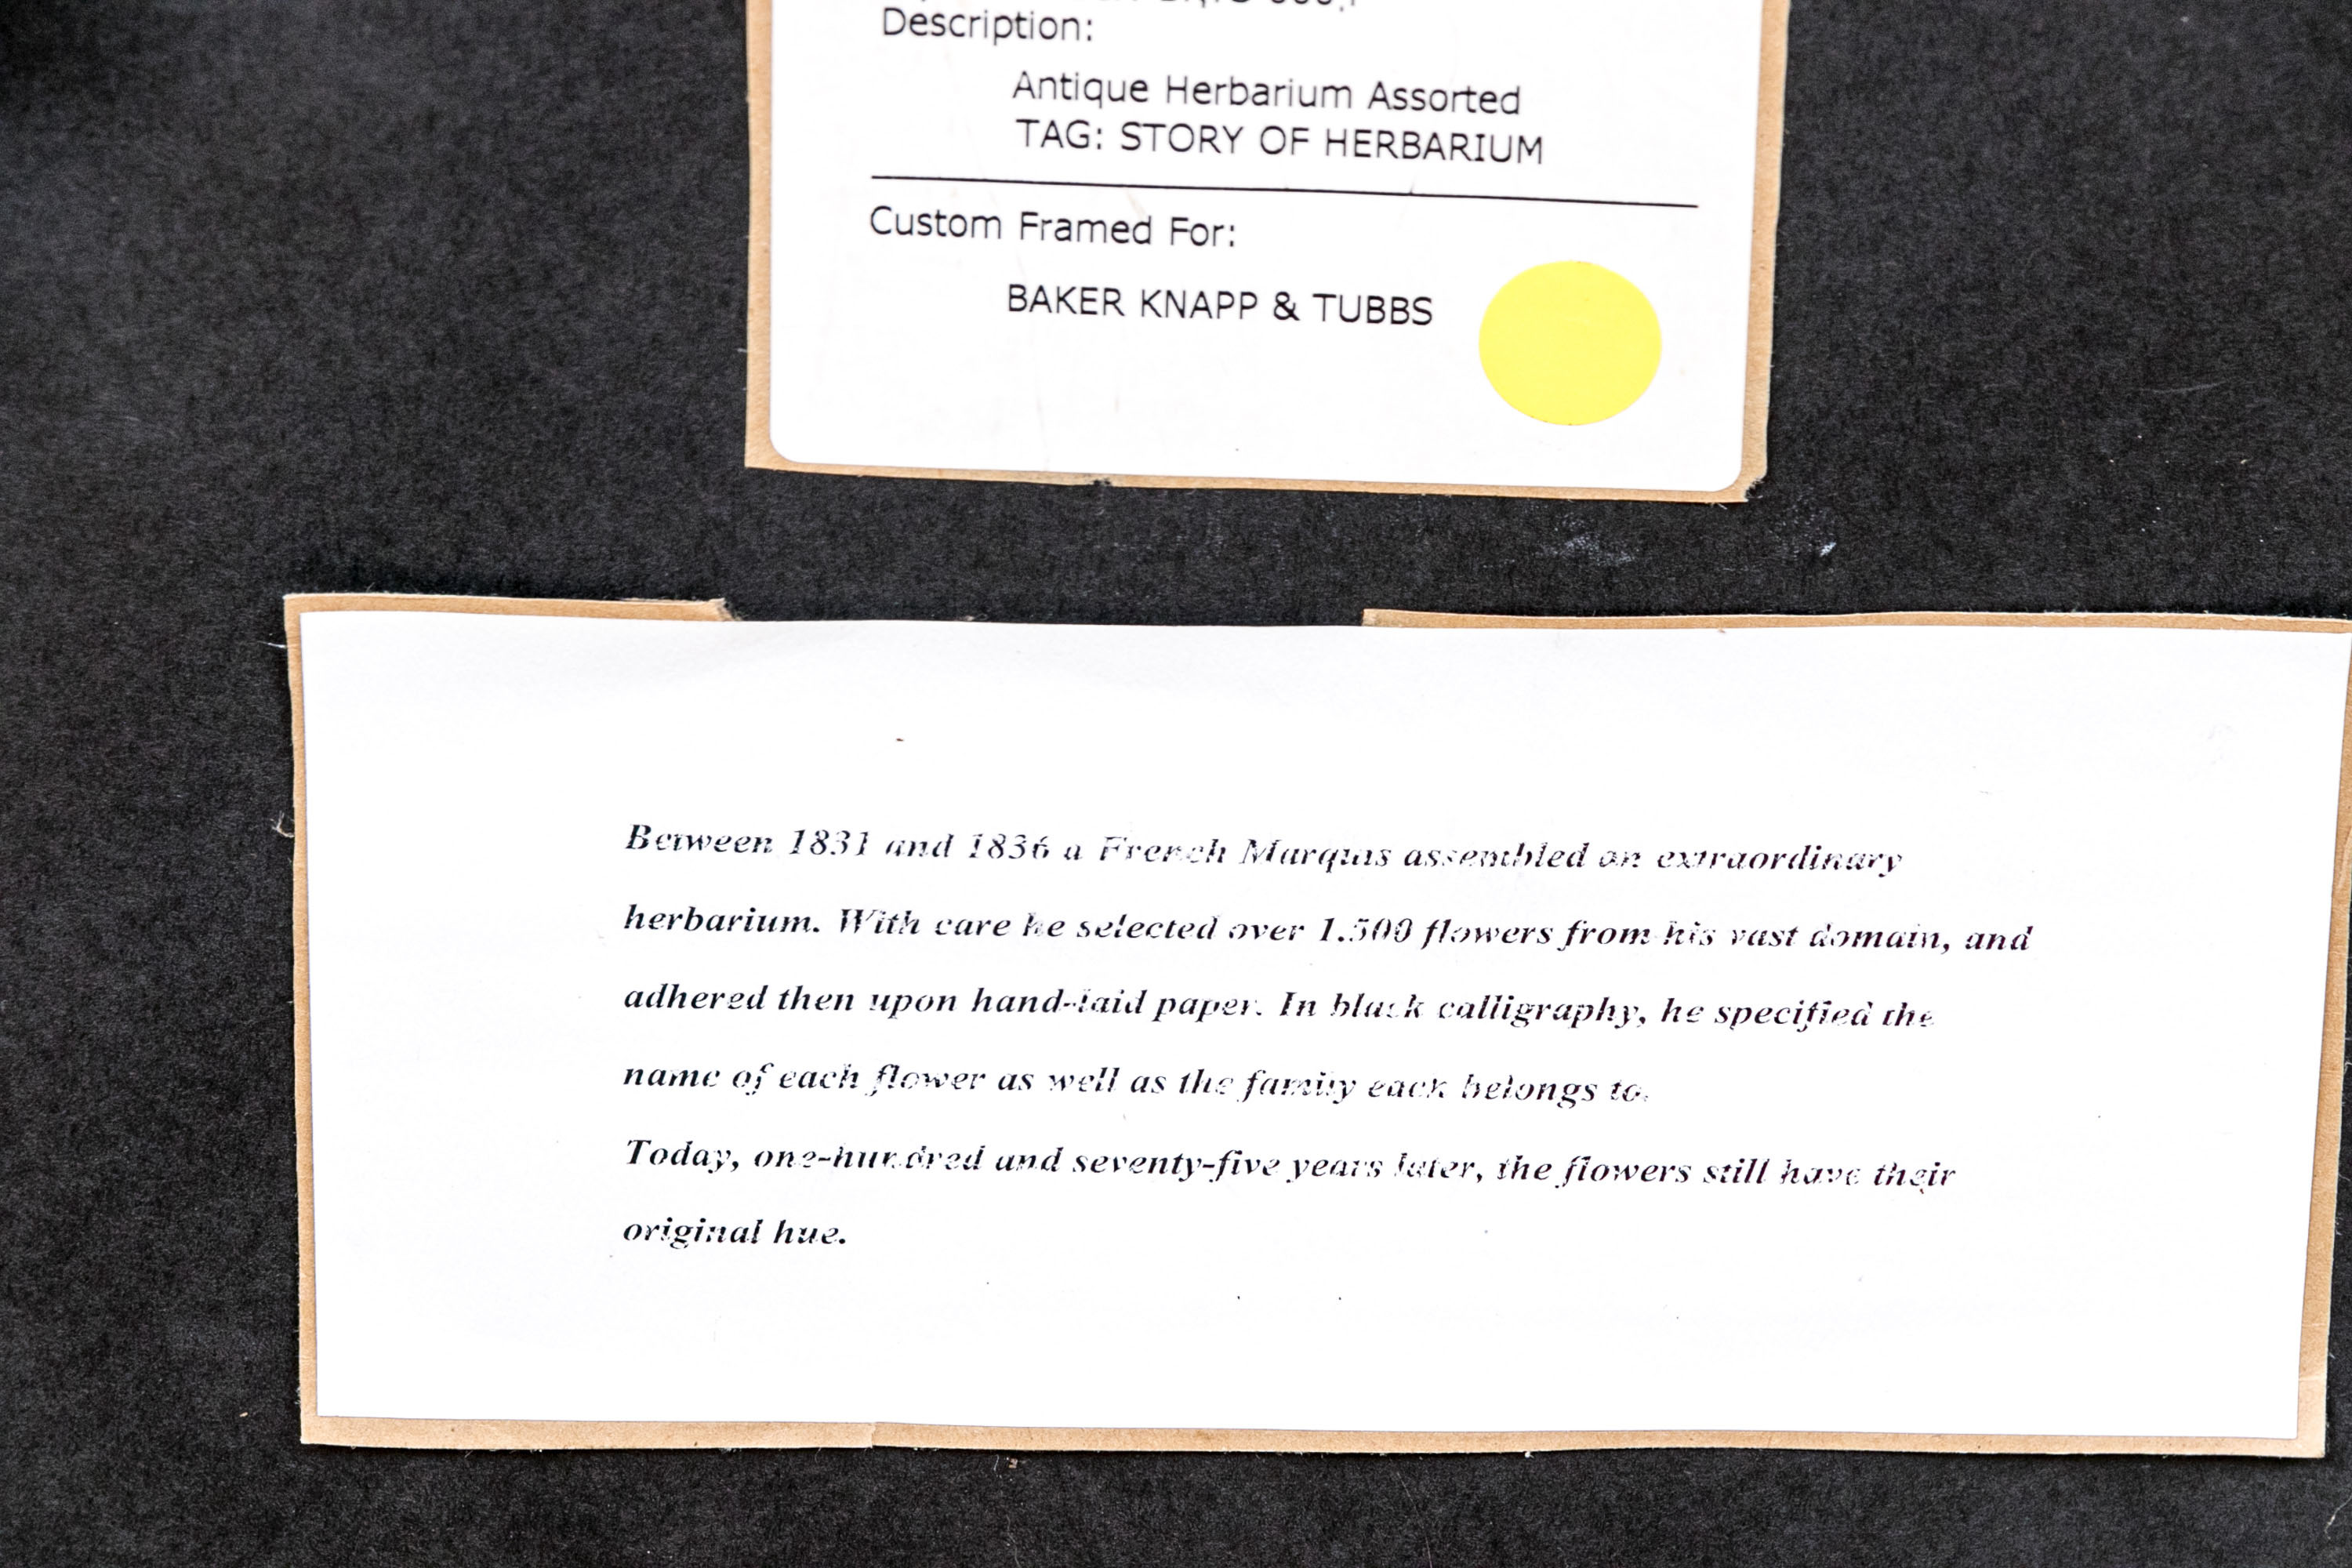 Description:
Antique Herbarium Assorted
TAG: STORY OF HERBARIUM
Custom Framed For:
BAKER KNAPP & TUBBS
Between 1831 and 1836 a French Marquis assembled an extraordinary
herbarium. With care he selected over 1.500 flowers from his vast domain, and
adhered then upon hand-laid paper. In black calligraphy, he specified the
name of each flower as well as the family each belongs to.
Today, one-hundred and seventy-five years later, the flowers still have their
original hue.